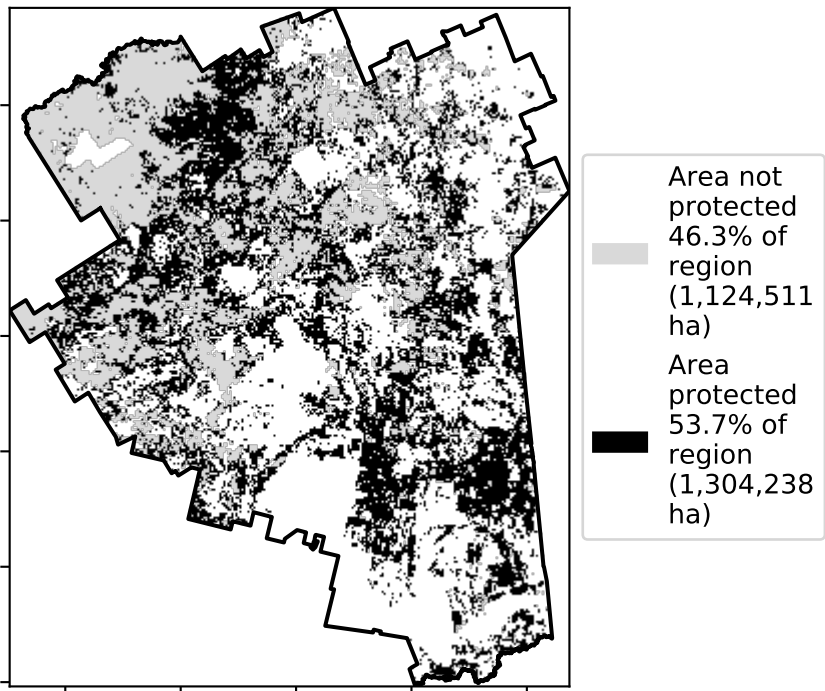 Area not
protected
46.3% of
region
(1,124,511
ha)
Area
protected
53.7% of
region
(1,304,238
ha)